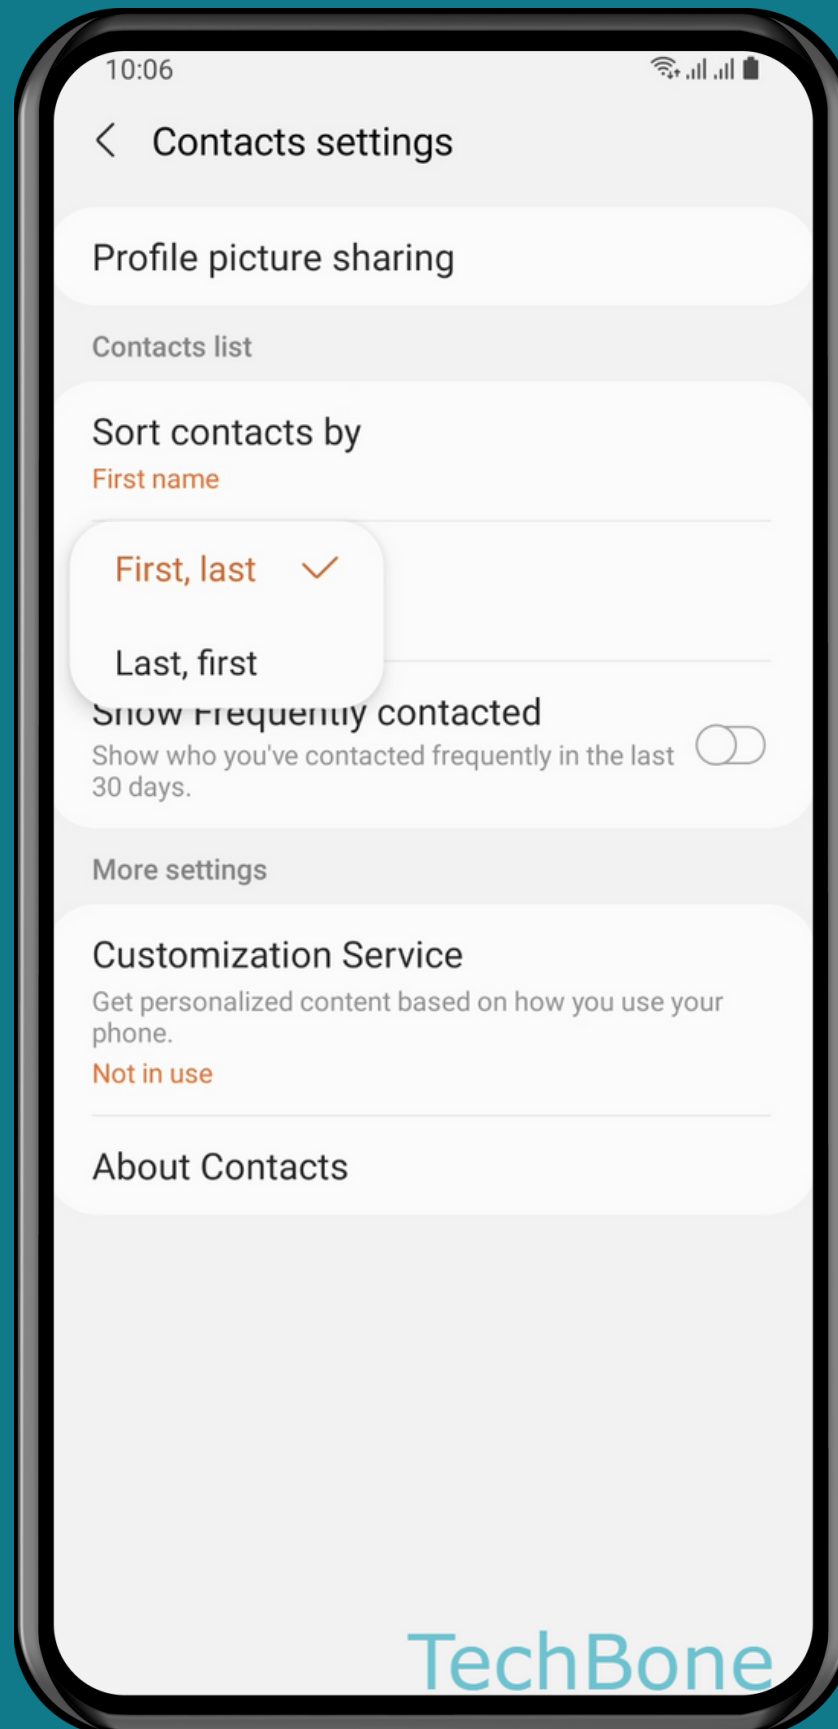 10:06
Contacts settings
Profile picture sharing
Contacts list
Sort contacts by
First name
First, last
Last, first
Show Frequently contacted
Show who you've contacted frequently in the last
30 days.
More settings
Customization Service
Get personalized content based on how you use your
phone.
Not in use
About Contacts
TechBone